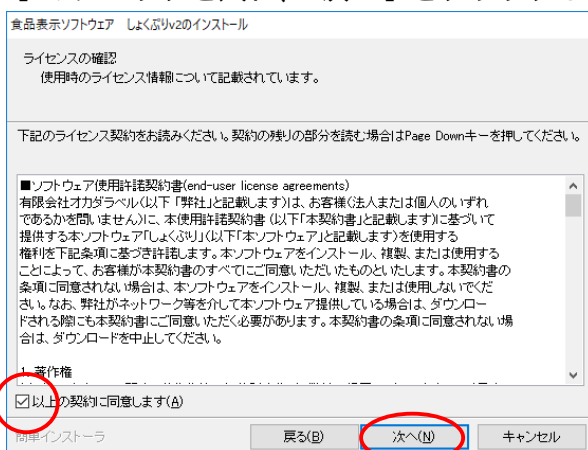 食品表示ソフトウェア　しょくぷりv2のインストール
ライセンスの確認
使用時のライセンス情報について記載されています。
下記のライセンス契約をお読みください。契約の残りの部分を読む場合はPage Downキーを押してください。
■ソフトウェア使用許諾契約書(end-user license agreements)
有限会社オカダラベル(以下「弊社」と記載します)は、お客様(法人または個人のいずれ
であるかを問いません)に、本使用許諾契約書 (以下「本契約書」と記載します)に基づいて
提供する本ソフトウェア「しょくぷり」(以下「本ソフトウェア」と記載します)を使用する
権利を下記条項に基づき許諾します。本ソフトウェアをインストール、複製、または使用する
ことによって、お客様が本契約書のすべてにご同意いただいたものといたします。本契約書の
条項に同意されない場合は、本ソフトウェアをインストール、複製、または使用しないでくだ
さい。なお、弊社がネットワーク等を介して本ソフトウェア提供している場合は、ダウンロー
ドされる際にも本契約書にご同意いただく必要があります。本契約書の条項に同意されない場
合は、ダウンロードを中止してください。
1. 著作権
以上の契約に同意します(A)
簡単インストーラ
戻る(B)
次へ(N)
キャンセル